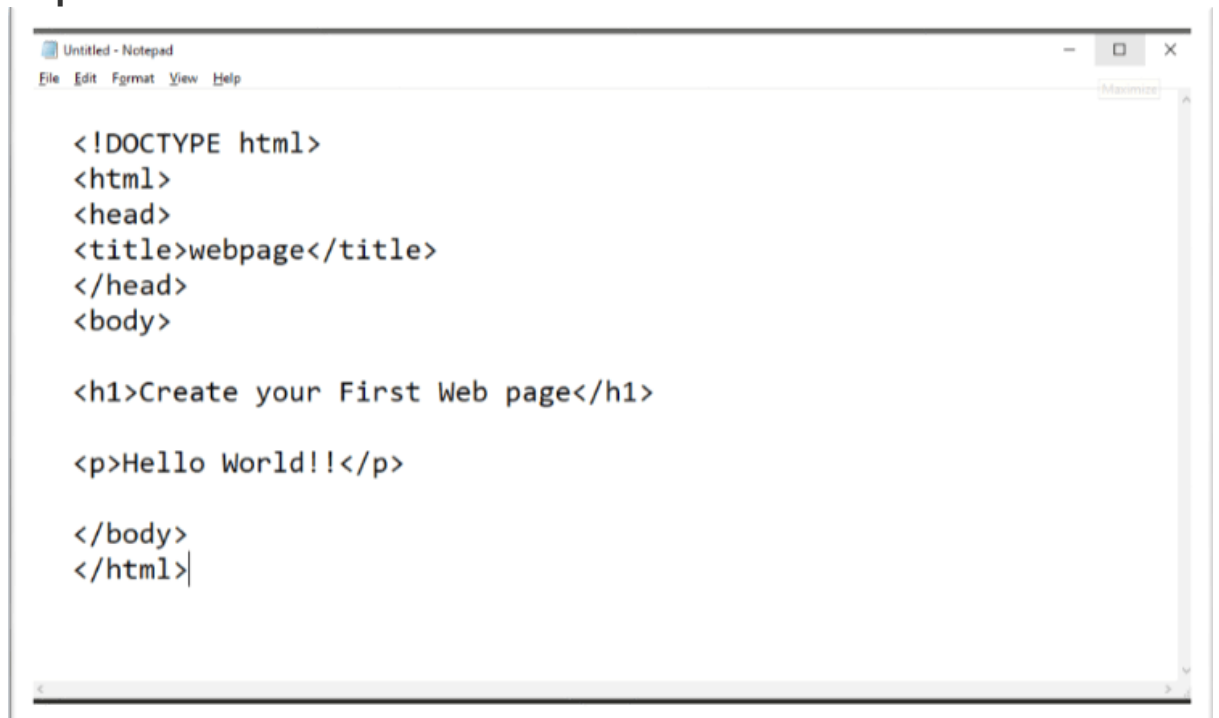 Untitled - Notepad
File Edit Format View Help
Maximize
<!DOCTYPE html>
<html>
<head>
<title>webpage</title>
</head>
<body>
<h1>Create your First Web page</h1>
<p>Hello World!!</p>
</body>
</html>